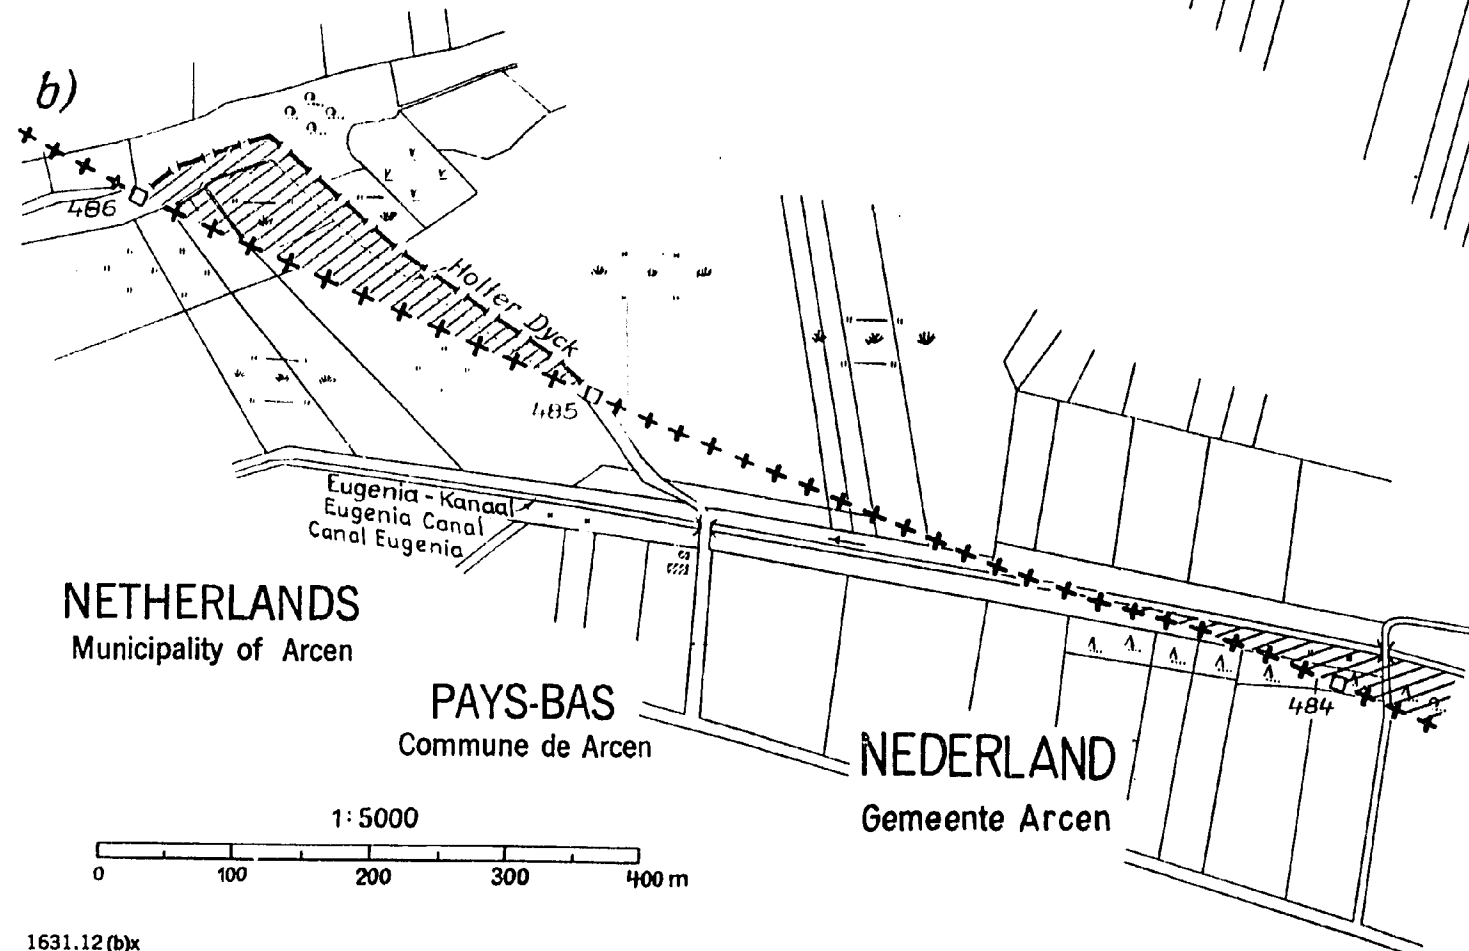 b)
486
Holter Dyck
485
Eugenia-Kanaal
Eugenia Canal
Canal Eugenia
NETHERLANDS
Municipality of Arcen
PAYS-BAS
Commune de Arcen
484
NEDERLAND
Gemeente Arcen
1:5000
0 100 200 300 400 m
1631.12(b)x